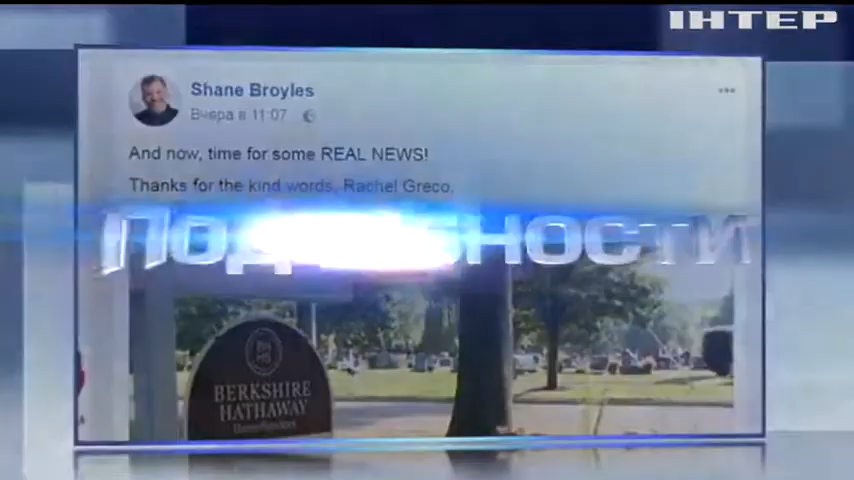 ІНТЕР
Shane Broyles
Вчера в 11:07
And now, time for some REAL NEWS!
Thanks for the kind words, Rachel Greco.
BERKSHIRE
HATHAWAY
HomeServices